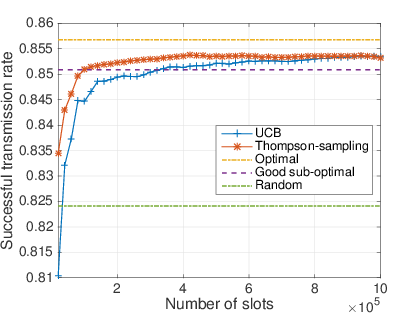 0.86
0.855
0.85
0.845
0.84
0.835
0.83
0.825
0.82
0.815
0.81
Successful transmission rate
UCB
Thompson-sampling
Optimal
Good sub-optimal
Random
2 4 6 8 10
Number of slots
×10⁵